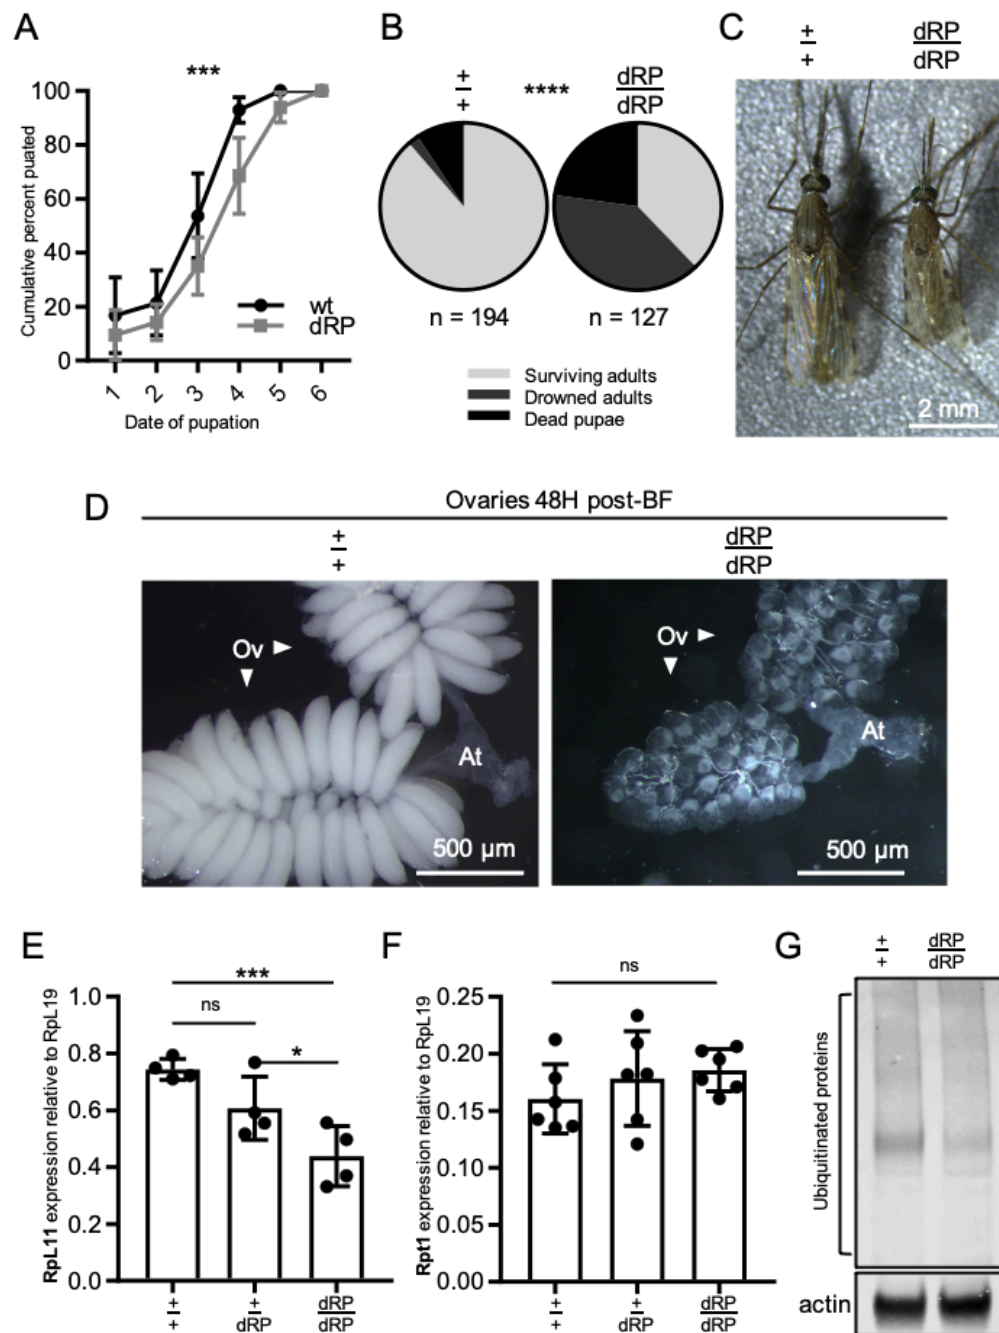 A
***
Cumulative percent puated
100
80
60
40
20
0
wt
dRP
1 2 3 4 5 6
Date of pupation
B
+
+
****
dRP
dRP
n = 194
n = 127
Surviving adults
Drowned adults
Dead pupae
C
+
+
dRP
dRP
2 mm
D
Ovaries 48H post-BF
+
+
dRP
dRP
Ov
At
500 µm
Ov
At
500 µm
E
RpL11 expression relative to RpL19
***
ns
*
1.0
0.8
0.6
0.4
0.2
0.0
+
+
+
dRP
dRP
dRP
F
Rpt1 expression relative to RpL19
ns
0.25
0.20
0.15
0.10
0.05
0.00
+
+
+
dRP
dRP
dRP
G
+
+
dRP
dRP
Ubiquitinated proteins
actin